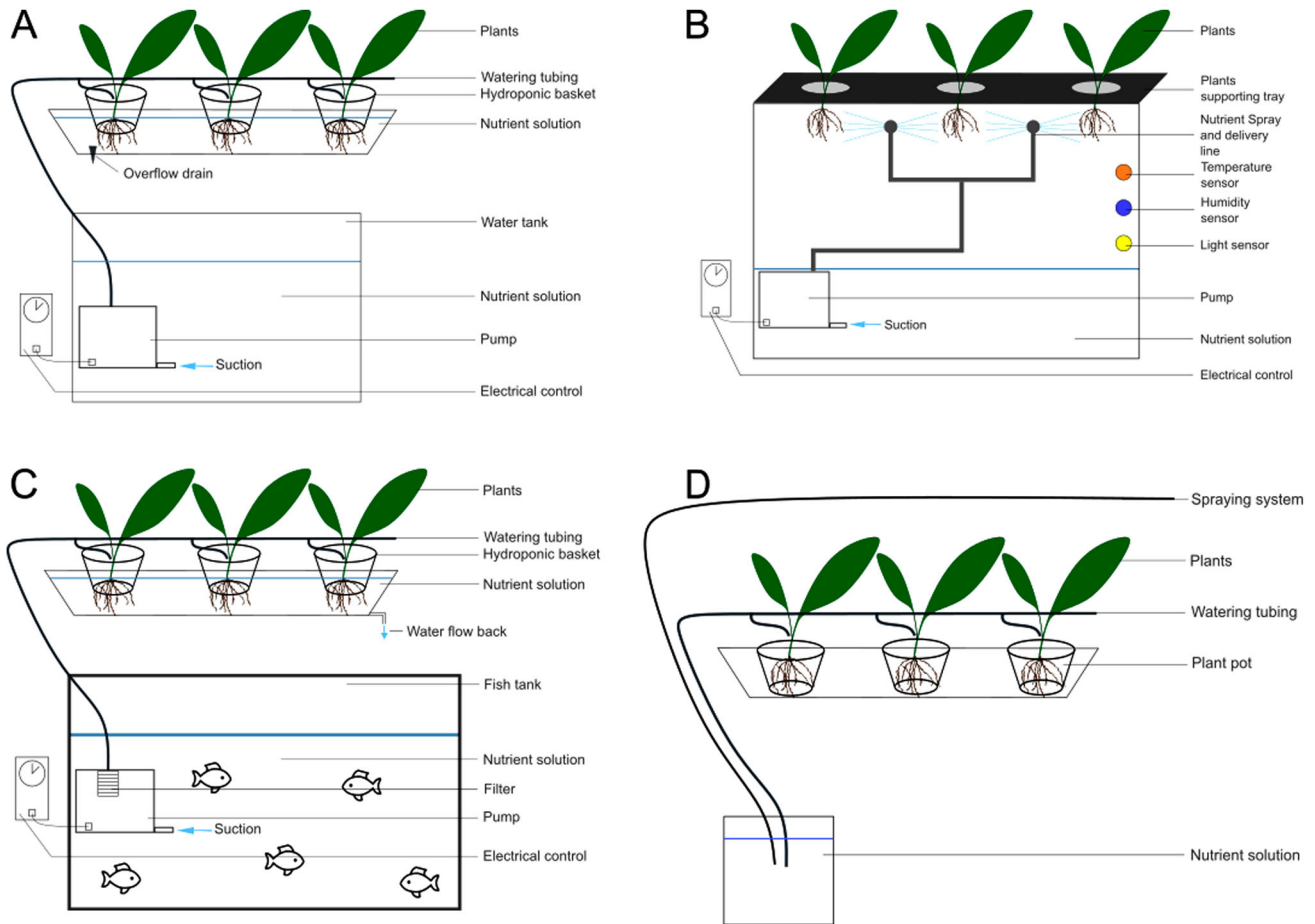 A
Plants
Watering tubing
Hydroponic basket
Nutrient solution
Overflow drain
Water tank
Nutrient solution
Pump
Suction
Electrical control
B
Plants
Plants
supporting tray
Nutrient Spray
and delivery
line
Temperature
sensor
Humidity
sensor
Light sensor
Pump
Suction
Nutrient solution
Electrical control
C
Plants
Watering tubing
Hydroponic basket
Nutrient solution
Water flow back
Fish tank
Nutrient solution
Filter
Pump
Suction
Electrical control
D
Spraying system
Plants
Watering tubing
Plant pot
Nutrient solution